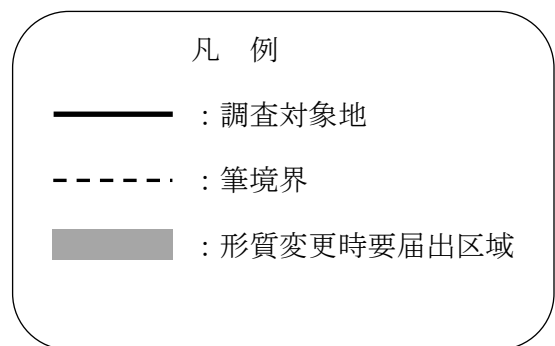 凡　例
：調査対象地
：筆境界
：形質変更時要届出区域